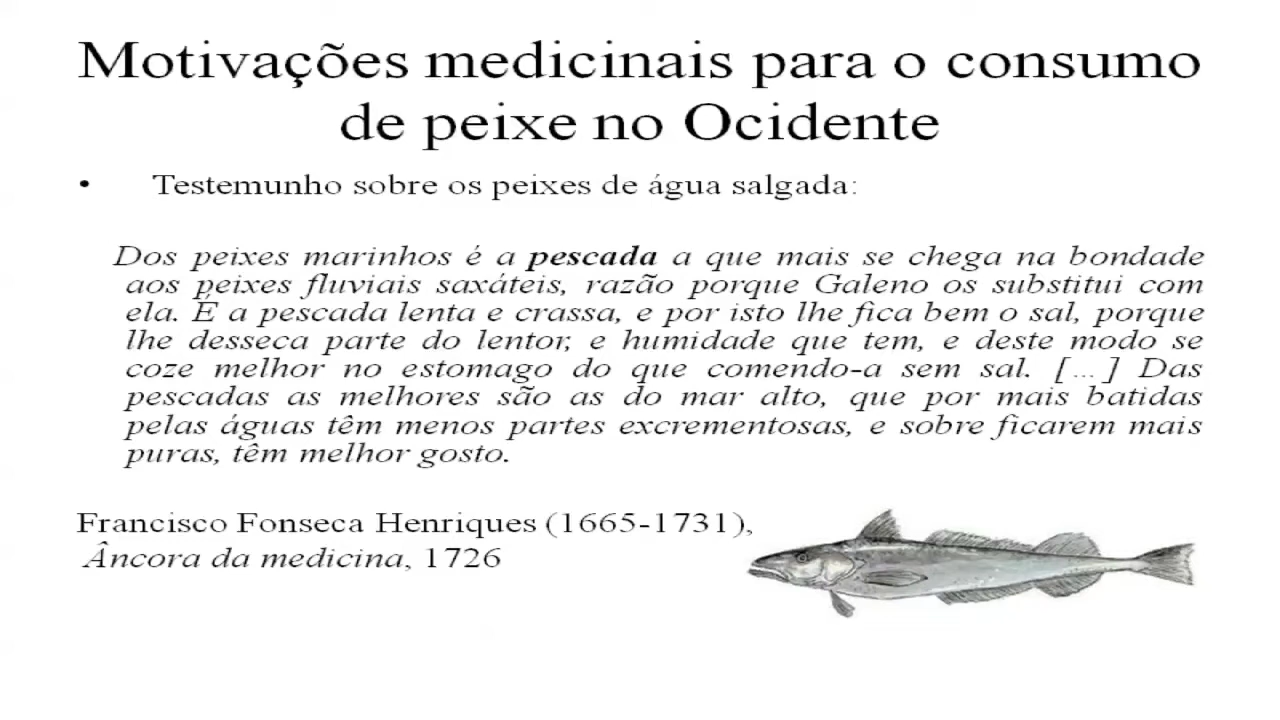 Motivações medicinais para o consumo
de peixe no Ocidente
• Testemunho sobre os peixes de água salgada:
Dos peixes marinhos é a pescada a que mais se chega na bondade
aos peixes fluviais saxáteis, razão porque Galeno os substitui com
ela. É a pescada lenta e crassa, e por isto lhe fica bem o sal, porque
lhe desseca parte do lentor, e humidade que tem, e deste modo se
coze melhor no estomago do que comendo-a sem sal. [...] Das
pescadas as melhores são as do mar alto, que por mais batidas
pelas águas têm menos partes excrementosas, e sobre ficarem mais
puras, têm melhor gosto.
Francisco Fonseca Henriques (1665-1731),
Âncora da medicina, 1726